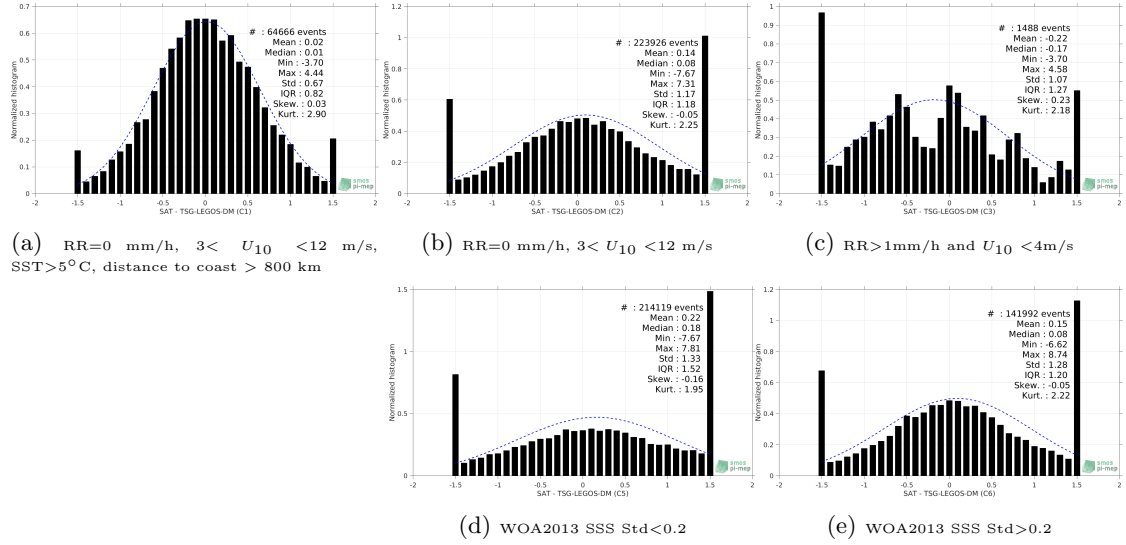 Normalized histogram
0.7
0.6
0.5
0.4
0.3
0.2
0.1
0
# : 64666 events
Mean : 0.02
Median : 0.01
Min : -3.70
Max : 4.44
Std : 0.67
IQR : 0.82
Skew. : 0.03
Kurt. : 2.90
smos
pi-mep
-2 -1.5 -1 -0.5 0 0.5 1 1.5 2
SAT - TSG-LEGOS-DM (C1)
(a) RR=0 mm/h, 3< U10 <12 m/s,
SST>5°C, distance to coast > 800 km
Normalized histogram
1.2
1
0.8
0.6
0.4
0.2
0
# : 223926 events
Mean : 0.14
Median : 0.08
Min : -7.67
Max : 7.31
Std : 1.17
IQR : 1.18
Skew. : -0.05
Kurt. : 2.25
smos
pi-mep
-2 -1.5 -1 -0.5 0 0.5 1 1.5 2
SAT - TSG-LEGOS-DM (C2)
(b) RR=0 mm/h, 3< U10 <12 m/s
Normalized histogram
1
0.9
0.8
0.7
0.6
0.5
0.4
0.3
0.2
0.1
0
# : 1488 events
Mean : -0.22
Median : -0.17
Min : -3.70
Max : 4.58
Std : 1.07
IQR : 1.27
Skew. : 0.23
Kurt. : 2.18
smos
pi-mep
-2 -1.5 -1 -0.5 0 0.5 1 1.5 2
SAT - TSG-LEGOS-DM (C3)
(c) RR>1mm/h and U10 <4m/s
Normalized histogram
1.5
1
0.5
0
# : 214119 events
Mean : 0.22
Median : 0.18
Min : -7.67
Max : 7.81
Std : 1.33
IQR : 1.52
Skew. : -0.16
Kurt. : 1.95
smos
pi-mep
-2 -1.5 -1 -0.5 0 0.5 1 1.5 2
SAT - TSG-LEGOS-DM (C5)
(d) WOA2013 SSS Std<0.2
Normalized histogram
1.2
1
0.8
0.6
0.4
0.2
0
# : 141992 events
Mean : 0.15
Median : 0.08
Min : -6.62
Max : 8.74
Std : 1.28
IQR : 1.20
Skew. : -0.05
Kurt. : 2.22
smos
pi-mep
-2 -1.5 -1 -0.5 0 0.5 1 1.5 2
SAT - TSG-LEGOS-DM (C6)
(e) WOA2013 SSS Std>0.2